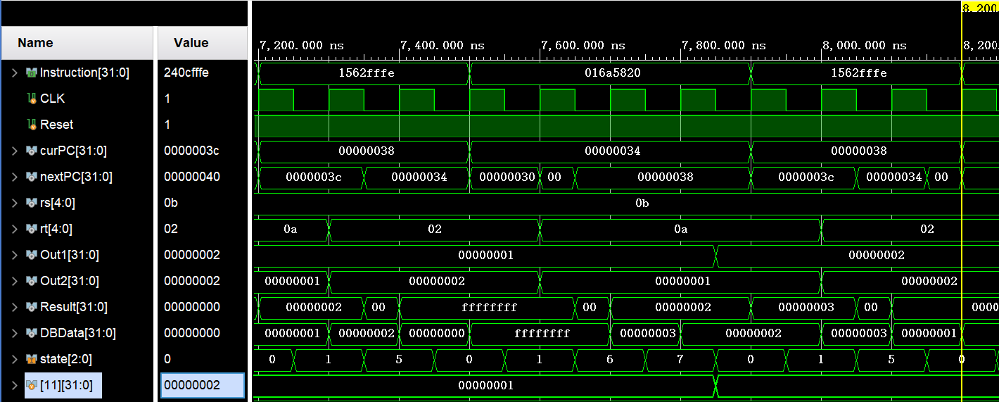 8,200
Name Value
7,200.000 ns 7,400.000 ns 7,600.000 ns 7,800.000 ns 8,000.000 ns 8,200
Instruction[31:0] 240cfffe 1562fffe 016a5820 1562fffe
CLK 1
Reset 1
curPC[31:0] 0000003c 00000038 00000034 00000038
nextPC[31:0] 00000040 0000003c 00000034 00000030 00 00000038 0000003c 00000034 00
rs[4:0] 0b 0b
rt[4:0] 02 0a 02 0a 02
Out1[31:0] 00000002 00000001 00000002
Out2[31:0] 00000002 00000001 00000002 00000001 00000002
Result[31:0] 00000000 00000002 00 ffffffff 00 00000002 00000003 00 0000
DBData[31:0] 00000000 00000001 00000002 00000000 ffffffff 00000003 00000002 00000003 00000001
state[2:0] 0 0 1 5 0 1 6 7 0 1 5 0
[11][31:0] 00000002 00000001